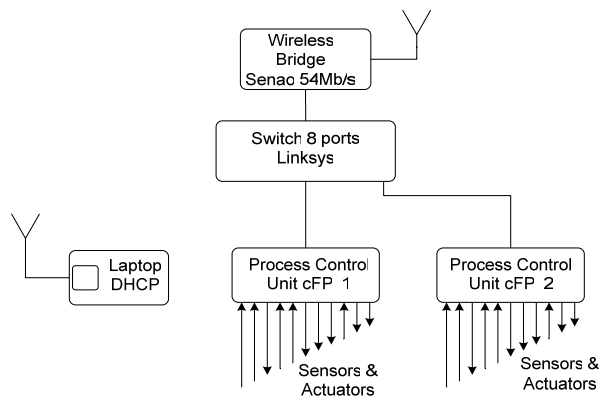 Wireless
Bridge
Senao 54Mb/s
Switch 8 ports
Linksys
Laptop
DHCP
Process Control
Unit cFP 1
Process Control
Unit cFP 2
Sensors &
Actuators
Sensors &
Actuators